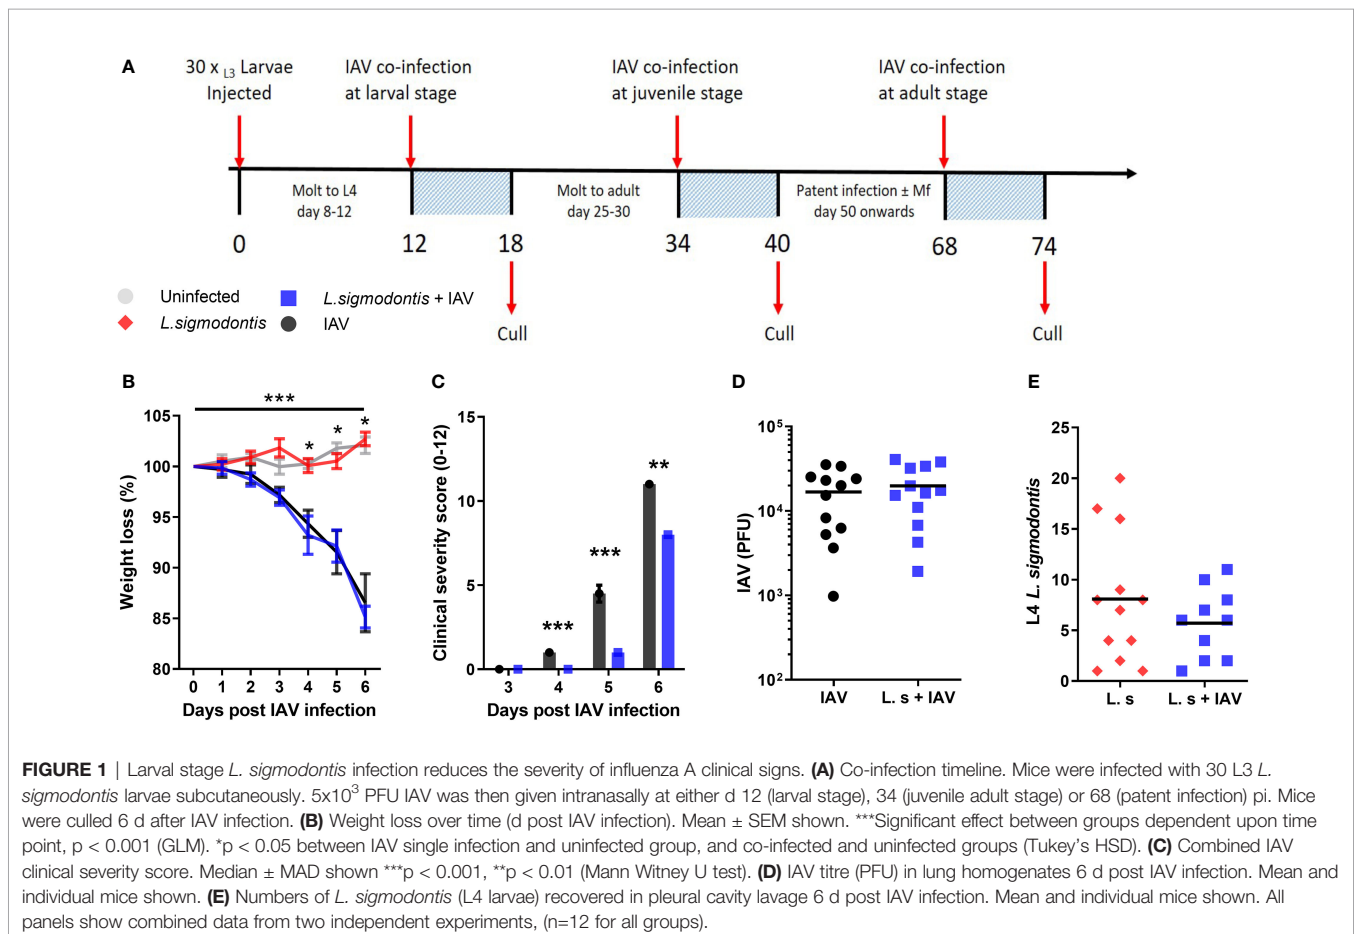 A
30 x L3 Larvae
Injected
IAV co-infection
at larval stage
IAV co-infection
at juvenile stage
IAV co-infection
at adult stage
Molt to L4
day 8-12
Molt to adult
day 25-30
Patent infection ± Mf
day 50 onwards
0
12
18
34
40
68
74
Uninfected
L.sigmodontis + IAV
L.sigmodontis
IAV
Cull
Cull
Cull
B
***
*
*
*
105
100
95
90
85
80
Weight loss (%)
0 1 2 3 4 5 6
Days post IAV infection
C
15
10
5
0
Clinical severity score (0-12)
***
***
**
3 4 5 6
Days post IAV infection
D
10⁵
10⁴
10³
10²
IAV (PFU)
IAV
L. s + IAV
E
25
20
15
10
5
0
L4 L. sigmodontis
L. s
L. s + IAV
FIGURE 1 | Larval stage L. sigmodontis infection reduces the severity of influenza A clinical signs. (A) Co-infection timeline. Mice were infected with 30 L3 L.
sigmodontis larvae subcutaneously. 5x10³ PFU IAV was then given intranasally at either d 12 (larval stage), 34 (juvenile adult stage) or 68 (patent infection) pi. Mice
were culled 6 d after IAV infection. (B) Weight loss over time (d post IAV infection). Mean ± SEM shown. ***Significant effect between groups dependent upon time
point, p < 0.001 (GLM). *p < 0.05 between IAV single infection and uninfected group, and co-infected and uninfected groups (Tukey's HSD). (C) Combined IAV
clinical severity score. Median ± MAD shown ***p < 0.001, **p < 0.01 (Mann Witney U test). (D) IAV titre (PFU) in lung homogenates 6 d post IAV infection. Mean and
individual mice shown. (E) Numbers of L. sigmodontis (L4 larvae) recovered in pleural cavity lavage 6 d post IAV infection. Mean and individual mice shown. All
panels show combined data from two independent experiments, (n=12 for all groups).